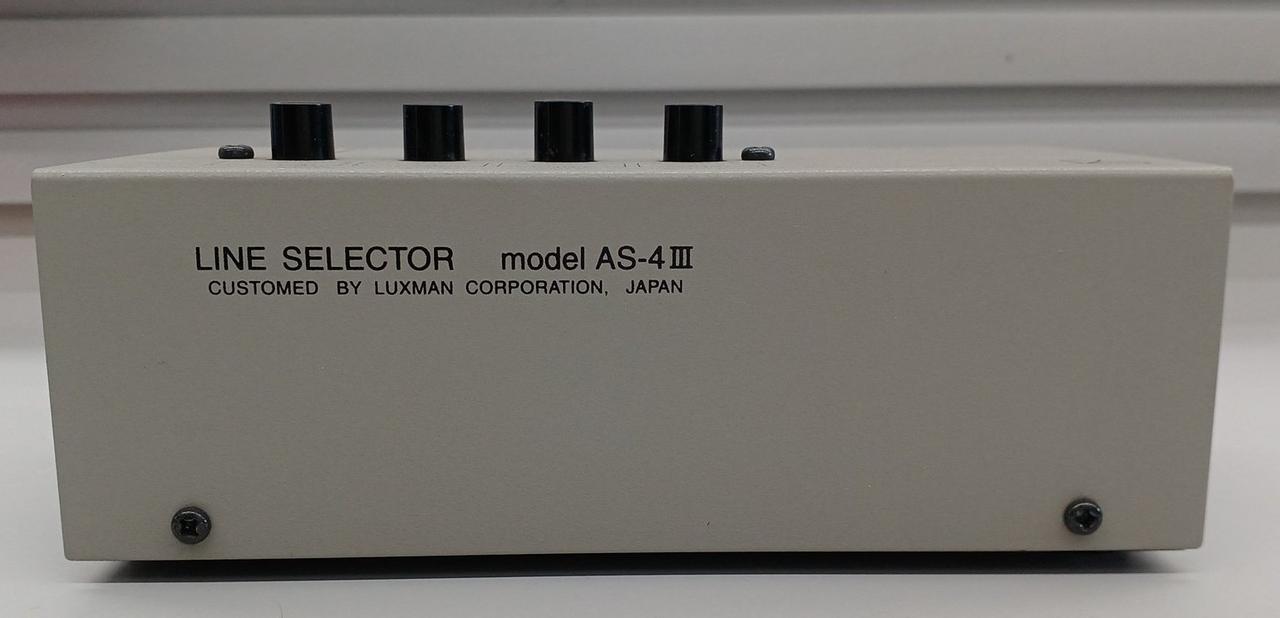 LINE SELECTOR model AS-4III
CUSTOMED BY LUXMAN CORPORATION, JAPAN